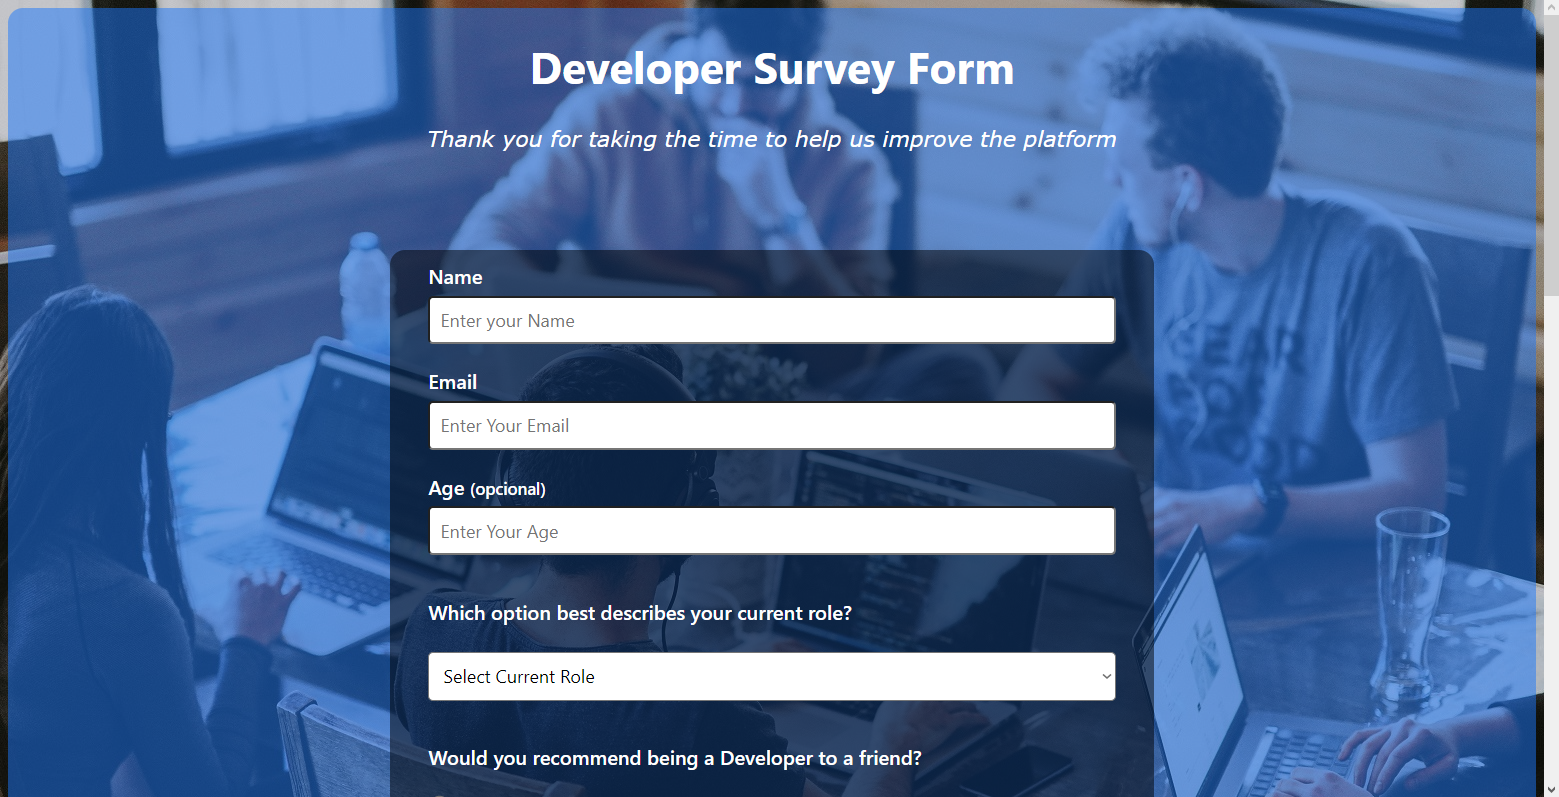 Developer Survey Form
Thank you for taking the time to help us improve the platform
Name
Enter your Name
Email
Enter Your Email
Age (opcional)
Enter Your Age
Which option best describes your current role?
Select Current Role
Would you recommend being a Developer to a friend?